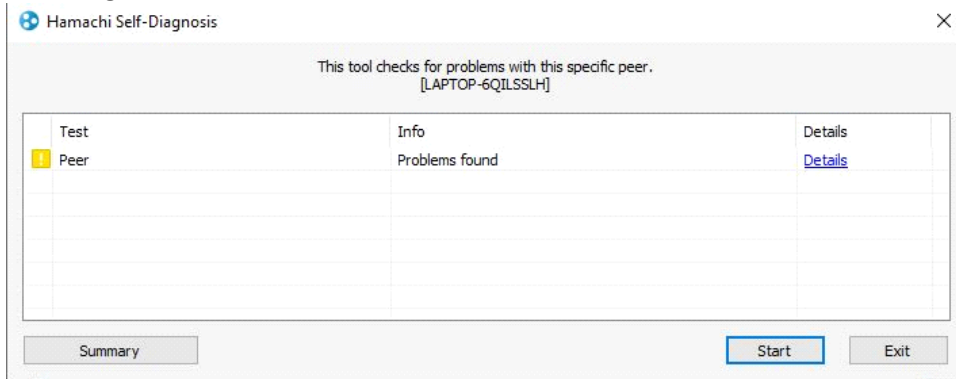 Hamachi Self-Diagnosis
This tool checks for problems with this specific peer.
[LAPTOP-6QILSSLH]
Test Info Details
Peer Problems found Details
Summary Start Exit